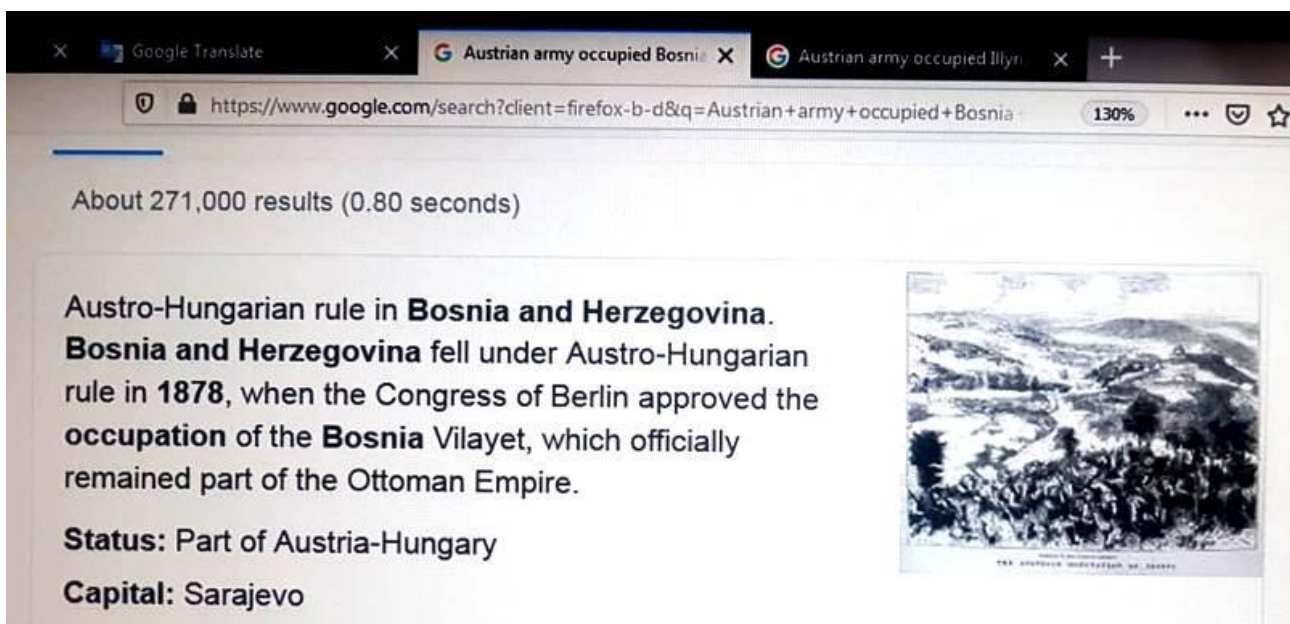 Google Translate
Austrian army occupied Bosnia
Austrian army occupied Illyri
https://www.google.com/search?client=firefox-b-d&q=Austrian+army+occupied+Bosnia
130%
About 271,000 results (0.80 seconds)
Austro-Hungarian rule in Bosnia and Herzegovina.
Bosnia and Herzegovina fell under Austro-Hungarian
rule in 1878, when the Congress of Berlin approved the
occupation of the Bosnia Vilayet, which officially
remained part of the Ottoman Empire.
Status: Part of Austria-Hungary
Capital: Sarajevo